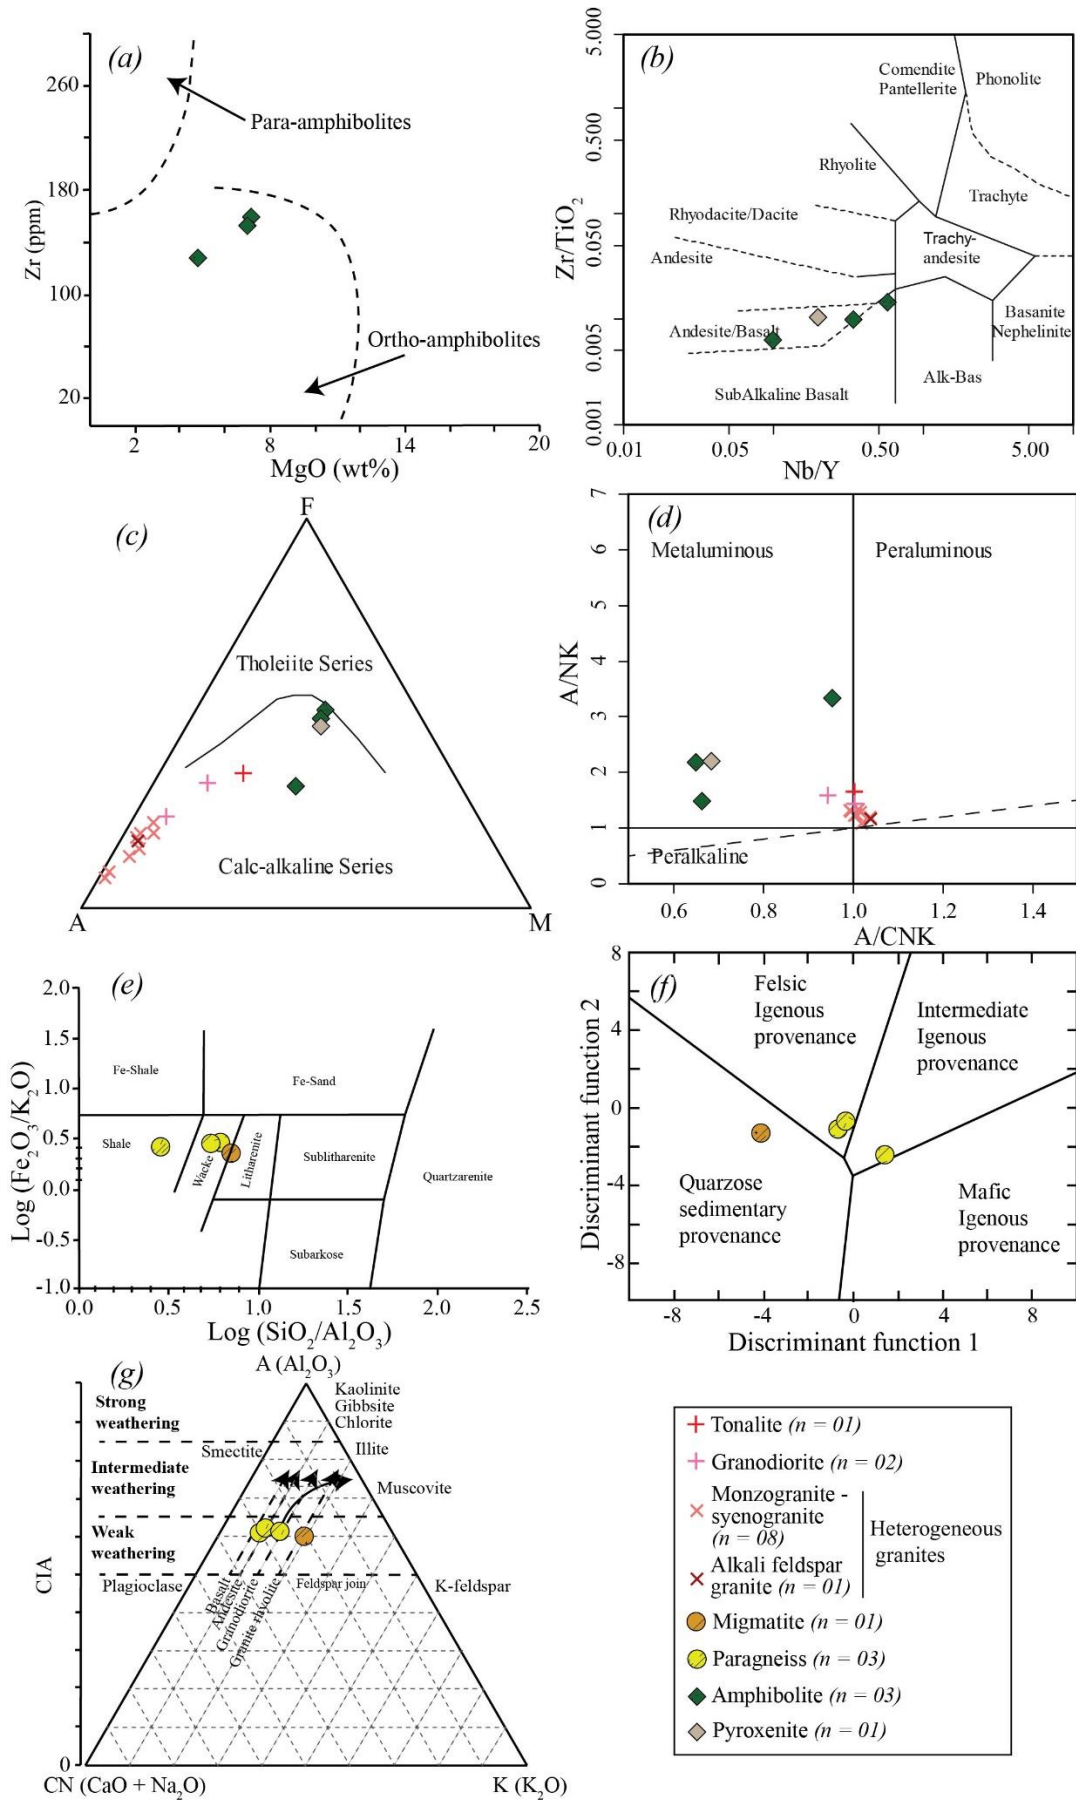 (a)
260
180
100
20
Zr (ppm)
Para-amphibolites
Ortho-amphibolites
2
8
14
20
MgO (wt%)
(b)
5.000
0.500
0.050
0.005
0.001
Zr/TiO2
Comendite
Pantellerite
Phonolite
Rhyolite
Trachyte
Rhyodacite/Dacite
Trachy-
andesite
Andesite
Basanite
Nephelinite
Andesite/Basalt
Alk-Bas
SubAlkaline Basalt
0.01
0.05
0.50
5.00
Nb/Y
(c)
F
Tholeiite Series
Calc-alkaline Series
A
M
(d)
7
6
5
4
3
2
1
0
A/NK
Metaluminous
Peraluminous
Peralkaline
0.6
0.8
1.0
1.2
1.4
A/CNK
(e)
2.0
1.5
1.0
0.5
0.0
-0.5
-1.0
Log (Fe2O3/K2O)
Fe-Shale
Fe-Sand
Shale
Wacke
Litharenite
Sublitharenite
Quartzarenite
Subarkose
0.0
0.5
1.0
1.5
2.0
2.5
Log (SiO2/Al2O3)
(f)
8
4
0
-4
-8
Discriminant function 2
Felsic
Igenous
provenance
Intermediate
Igenous
provenance
Quarzose
sedimentary
provenance
Mafic
Igenous
provenance
-8
-4
0
4
8
Discriminant function 1
(g)
A (Al2O3)
Kaolinite
Gibbsite
Chlorite
Strong
weathering
Smectite
Illite
Intermediate
weathering
Muscovite
Weak
weathering
CIA
Plagioclase
Feldspar join
K-feldspar
Basalt
Andesite
Granodiorite
Granite rhyolite
0
CN (CaO + Na2O)
K (K2O)
Tonalite (n = 01)
Granodiorite (n = 02)
Monzogranite -
syenogranite
(n = 08)
Alkali feldspar
granite (n = 01)
Heterogeneous
granites
Migmatite (n = 01)
Paragneiss (n = 03)
Amphibolite (n = 03)
Pyroxenite (n = 01)